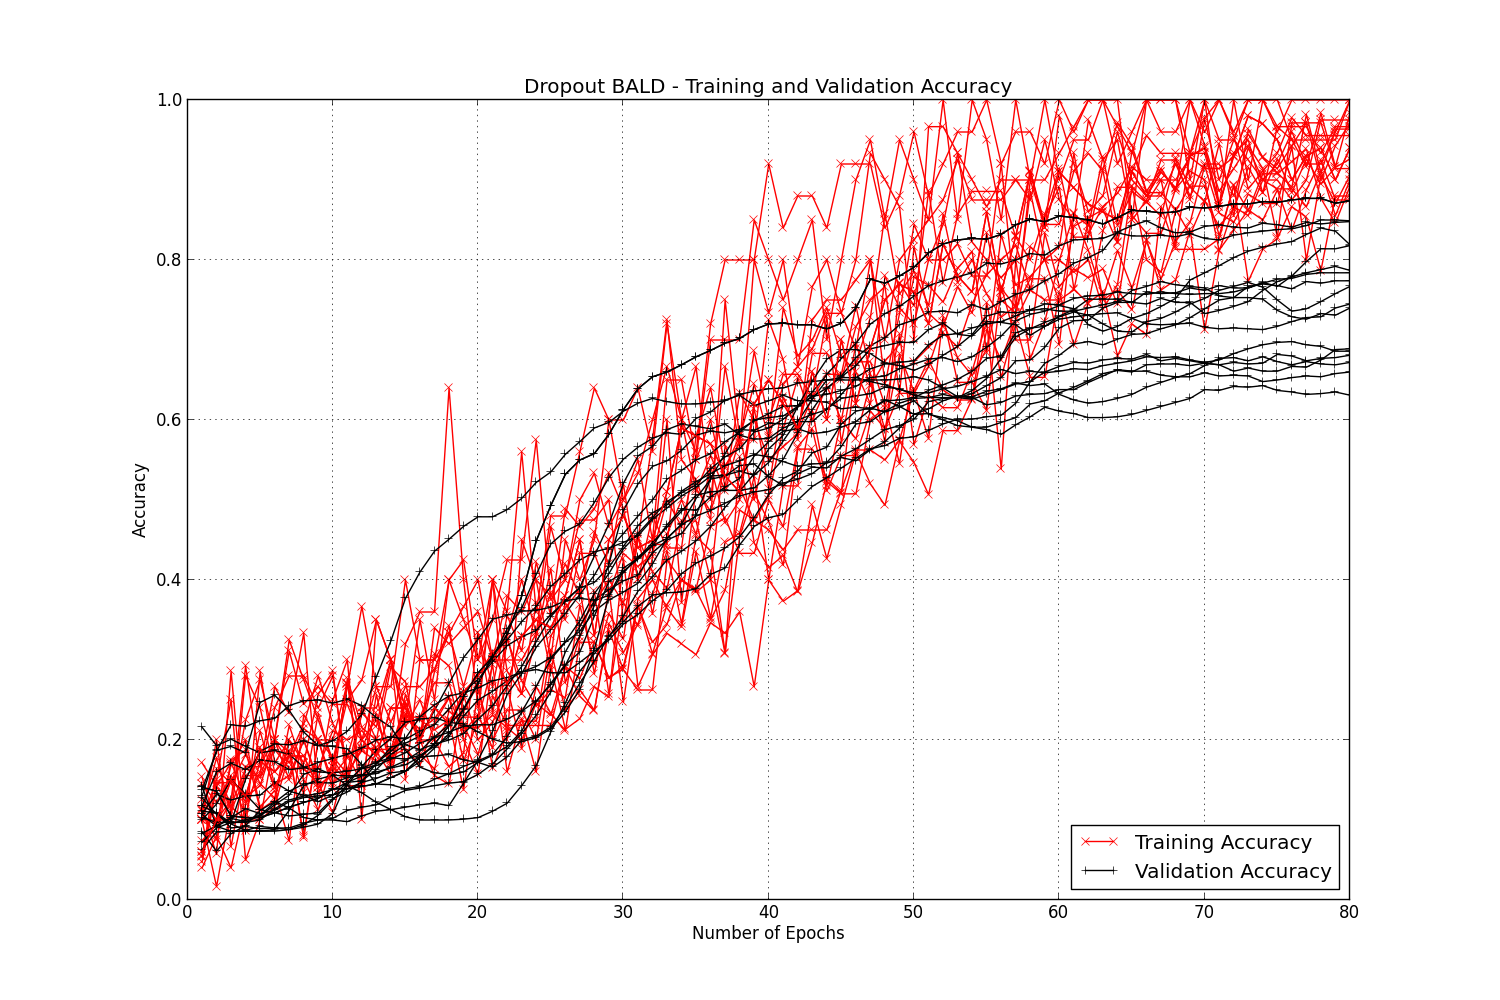 Dropout BALD - Training and Validation Accuracy
1.0
0.8
0.6
0.4
0.2
0.0
Accuracy
0 10 20 30 40 50 60 70 80
Number of Epochs
Training Accuracy
Validation Accuracy